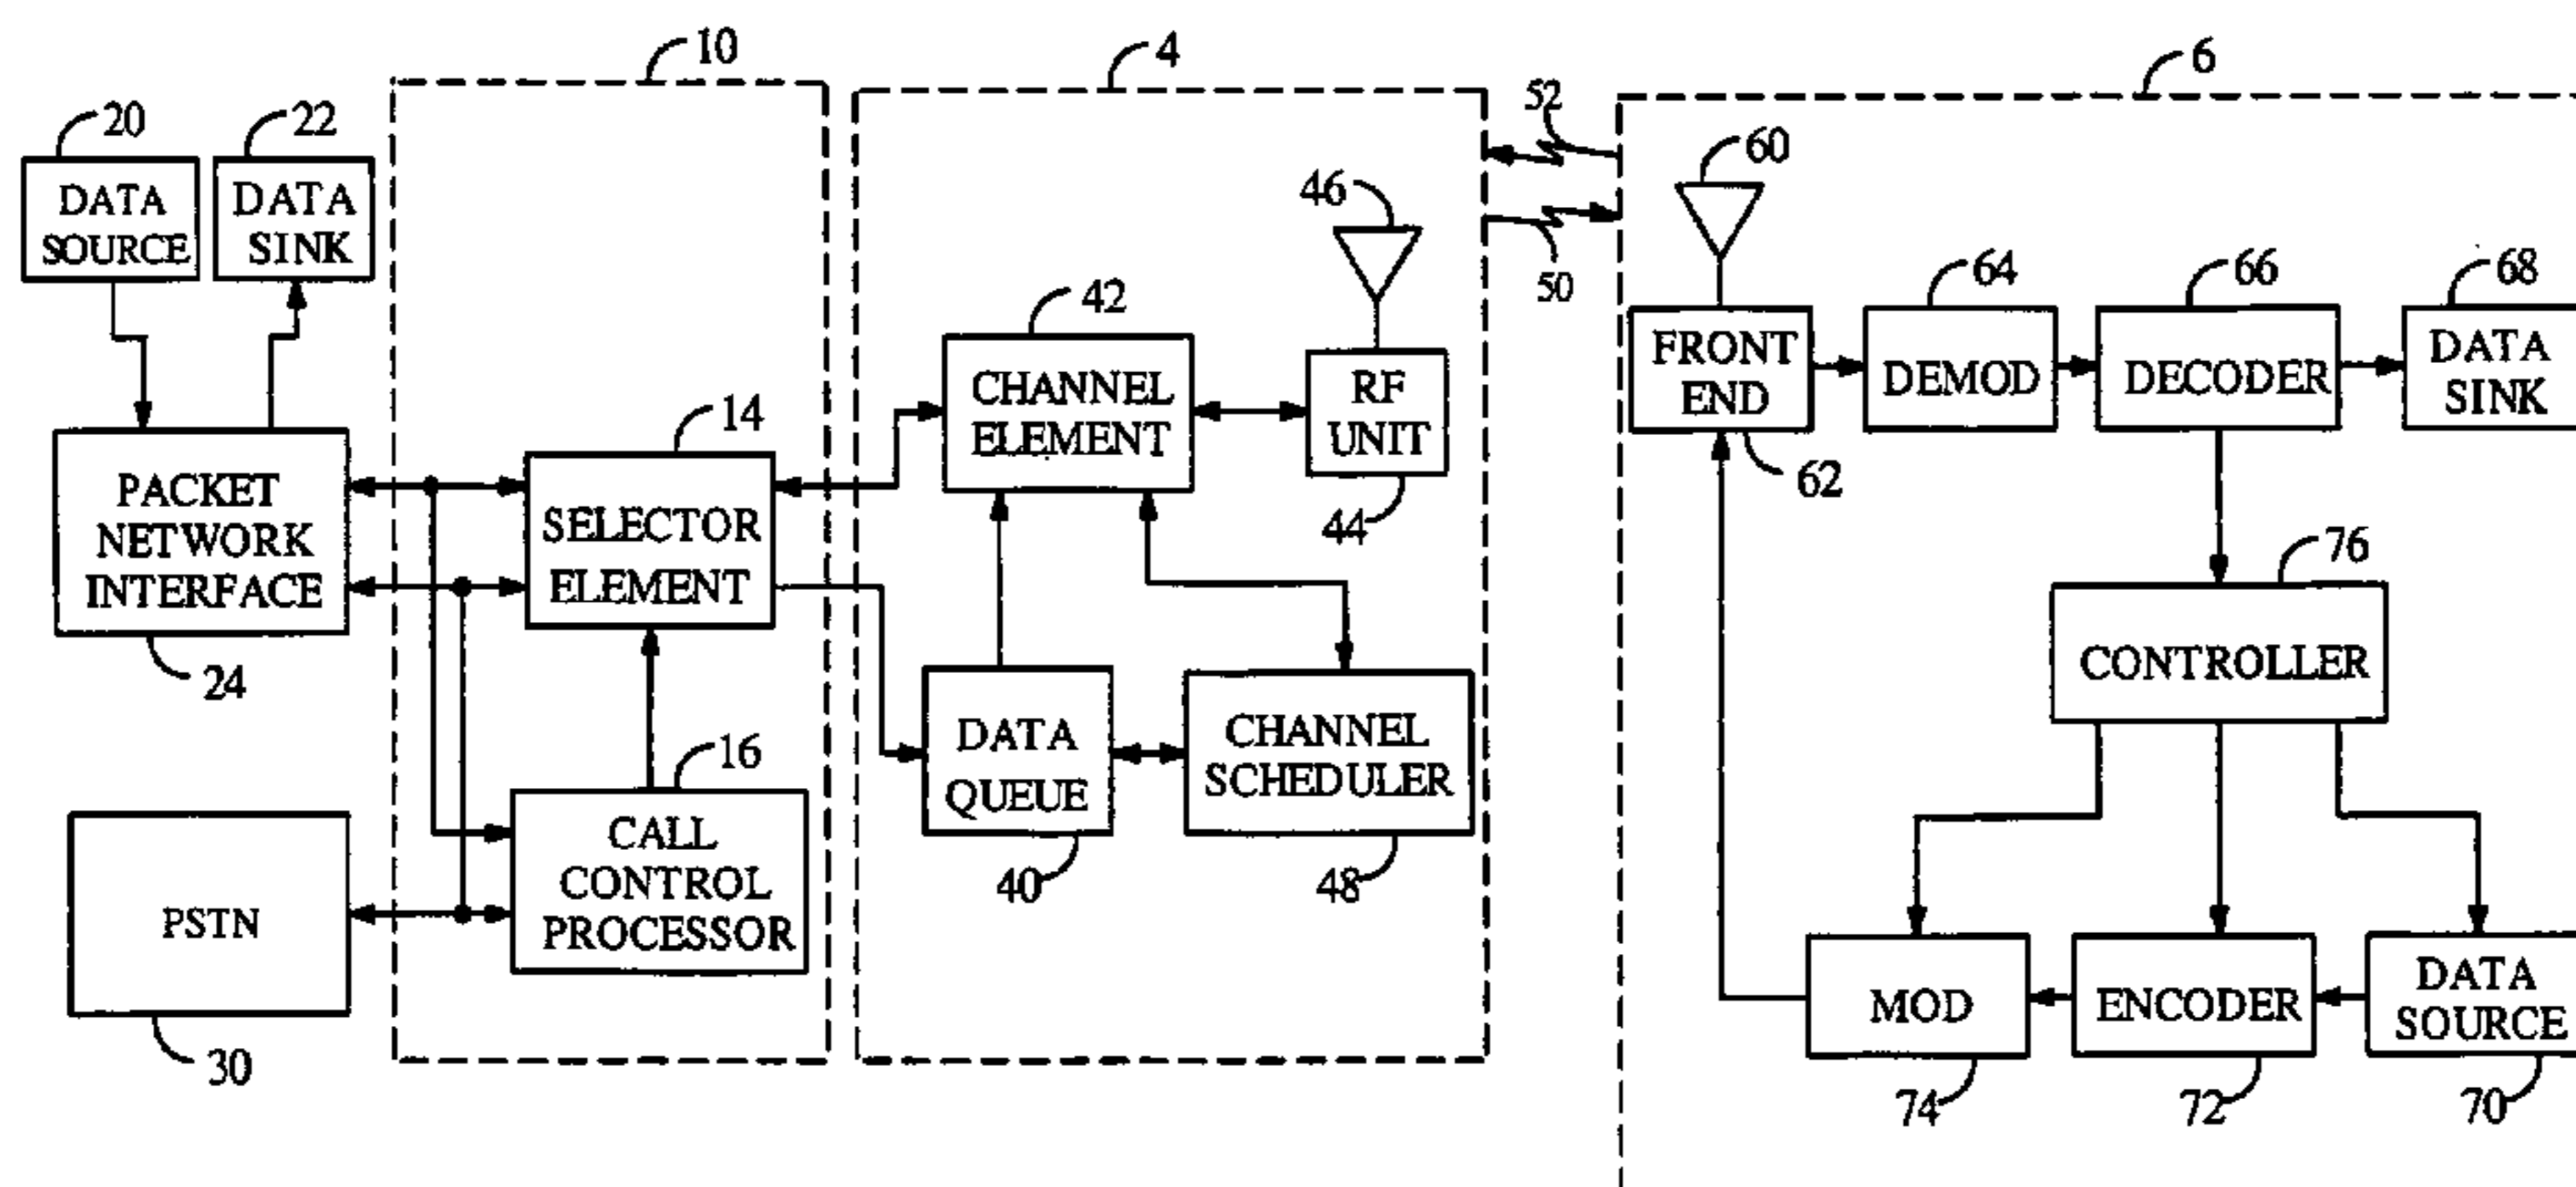 10
4
6
20
22
52
60
DATA
SOURCE
DATA
SINK
46
50
42
64
66
68
FRONT
END
DEMOD
DECODER
DATA
SINK
CHANNEL
ELEMENT
RF
UNIT
14
62
44
PACKET
NETWORK
INTERFACE
SELECTOR
ELEMENT
76
24
CONTROLLER
16
DATA
QUEUE
CHANNEL
SCHEDULER
CALL
CONTROL
PROCESSOR
40
48
PSTN
30
MOD
ENCODER
DATA
SOURCE
74
72
70